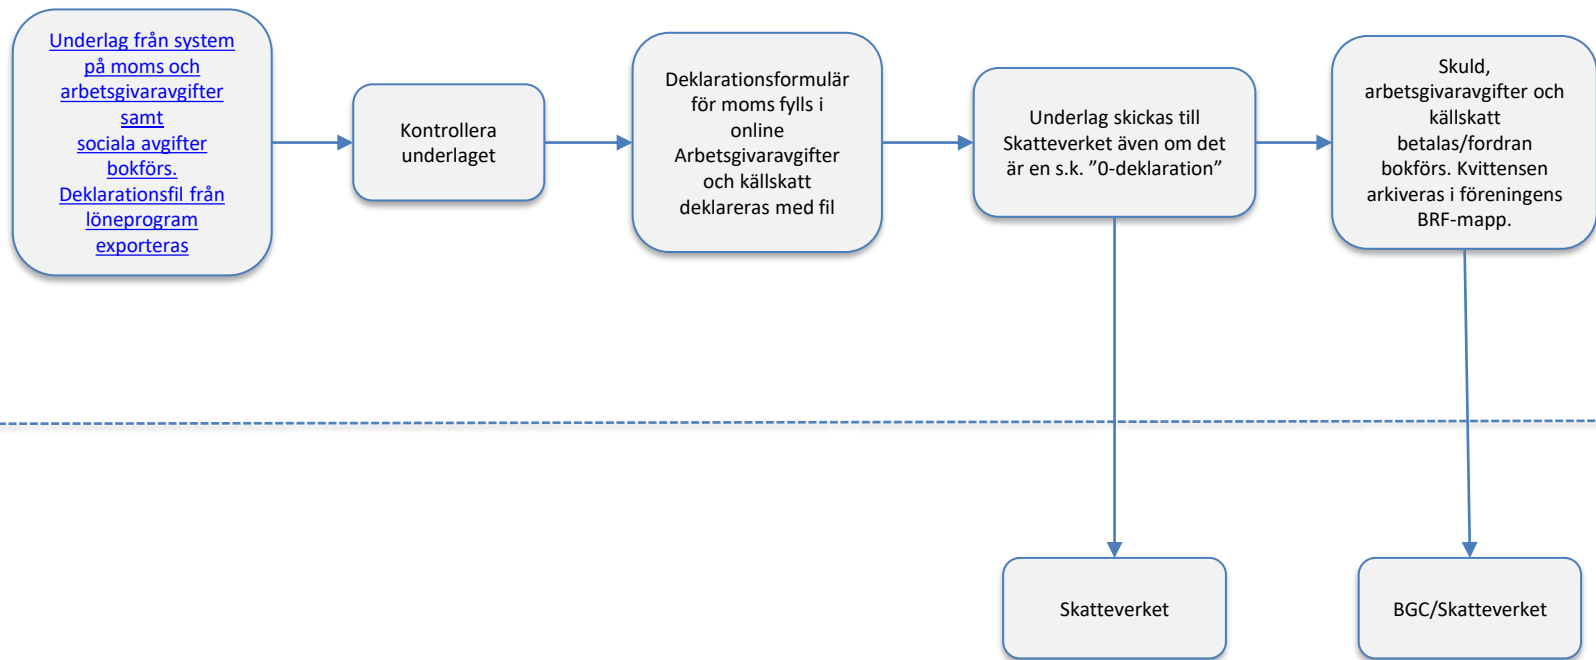 Underlag från system
på moms och
arbetsgivaravgifter
samt
sociala avgifter
bokförs.
Deklarationsfil från
löneprogram
exporteras
Kontrollera
underlaget
Deklarationsformulär
för moms fylls i
online
Arbetsgivaravgifter
och källskatt
deklareras med fil
Underlag skickas till
Skatteverket även om det
är en s.k. ”0-deklaration”
Skuld,
arbetsgivaravgifter och
källskatt
betalas/fordran
bokförs. Kvittensen
arkiveras i föreningens
BRF-mapp.
Skatteverket
BGC/Skatteverket